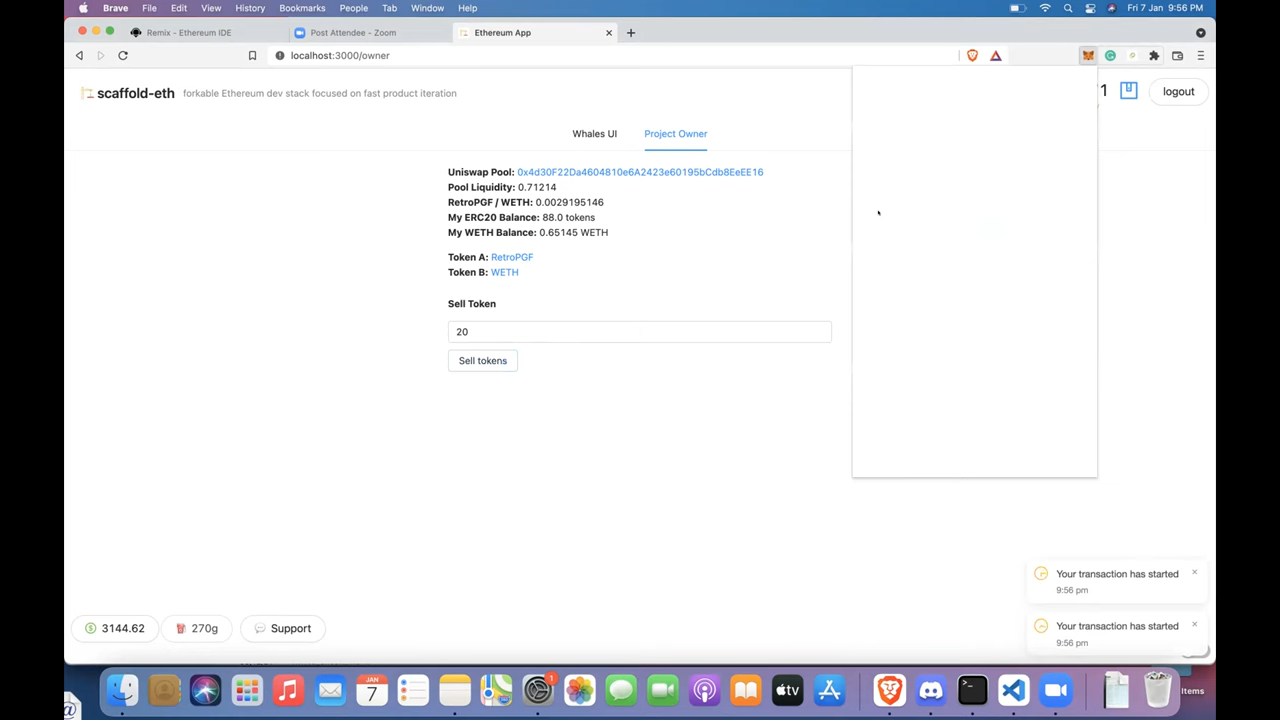 Brave File Edit View History Bookmarks People Tab Window Help Fri 7 Jan 9:56 PM
Remix - Ethereum IDE Post Attendee - Zoom Ethereum App
localhost:3000/owner
scaffold-eth forkable Ethereum dev stack focused on fast product iteration 1 logout
Whales UI Project Owner
Uniswap Pool: 0x4d30F22Da4604810e6A2423e60195bCdb8EeEE16
Pool Liquidity: 0.71214
RetroPGF / WETH: 0.0029195146
My ERC20 Balance: 88.0 tokens
My WETH Balance: 0.65145 WETH
Token A: RetroPGF
Token B: WETH
Sell Token
20
Sell tokens
Your transaction has started
9:56 pm
Your transaction has started
9:56 pm
3144.62 270g Support
JAN
7
1
tv
Items